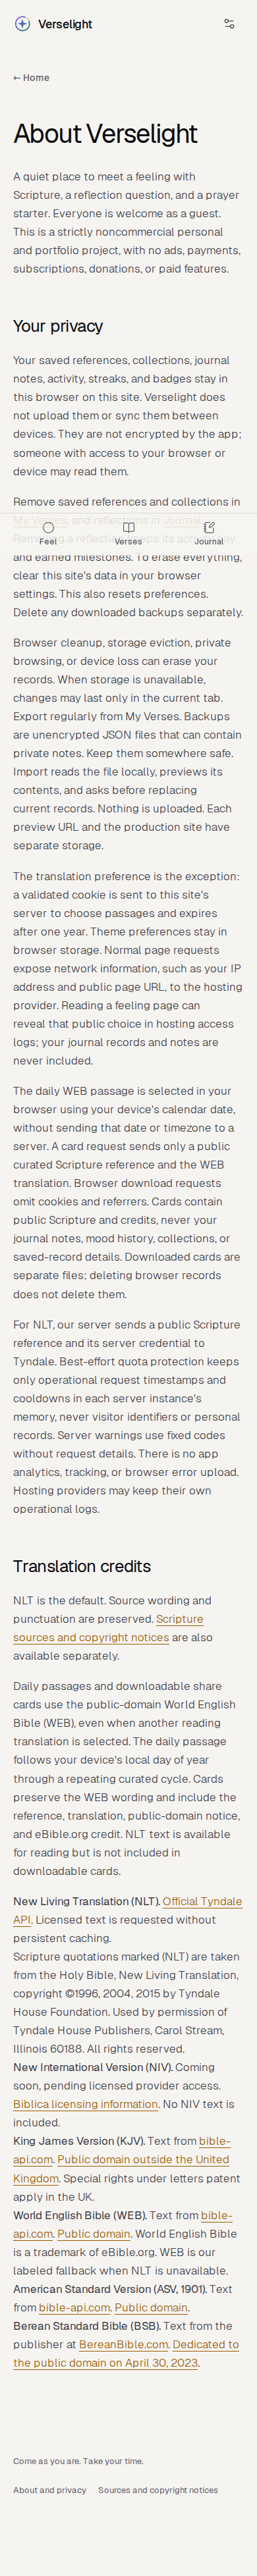 Verselight
← Home
About Verselight
A quiet place to meet a feeling with
Scripture, a reflection question, and a prayer
starter. Everyone is welcome as a guest.
This is a strictly noncommercial personal
and portfolio project, with no ads, payments,
subscriptions, donations, or paid features.
Your privacy
Your saved references, collections, journal
notes, activity, streaks, and badges stay in
this browser on this site. Verselight does
not upload them or sync them between
devices. They are not encrypted by the app;
someone with access to your browser or
device may read them.
Remove saved references and collections in
My Verses, and reflections in Journal.
Removing a reflection keeps its activity day
Feel
Verses
Journal
and earned milestones. To erase everything,
clear this site's data in your browser
settings. This also resets preferences.
Delete any downloaded backups separately.
Browser cleanup, storage eviction, private
browsing, or device loss can erase your
records. When storage is unavailable,
changes may last only in the current tab.
Export regularly from My Verses. Backups
are unencrypted JSON files that can contain
private notes. Keep them somewhere safe.
Import reads the file locally, previews its
contents, and asks before replacing
current records. Nothing is uploaded. Each
preview URL and the production site have
separate storage.
The translation preference is the exception:
a validated cookie is sent to this site's
server to choose passages and expires
after one year. Theme preferences stay in
browser storage. Normal page requests
expose network information, such as your IP
address and public page URL, to the hosting
provider. Reading a feeling page can
reveal that public choice in hosting access
logs; your journal records and notes are
never included.
The daily WEB passage is selected in your
browser using your device's calendar date,
without sending that date or timezone to a
server. A card request sends only a public
curated Scripture reference and the WEB
translation. Browser download requests
omit cookies and referrers. Cards contain
public Scripture and credits, never your
journal notes, mood history, collections, or
saved-record details. Downloaded cards are
separate files; deleting browser records
does not delete them.
For NLT, our server sends a public Scripture
reference and its server credential to
Tyndale. Best-effort quota protection keeps
only operational request timestamps and
cooldowns in each server instance's
memory, never visitor identifiers or personal
records. Server warnings use fixed codes
without request details. There is no app
analytics, tracking, or browser error upload.
Hosting providers may keep their own
operational logs.
Translation credits
NLT is the default. Source wording and
punctuation are preserved. Scripture
sources and copyright notices are also
available separately.
Daily passages and downloadable share
cards use the public-domain World English
Bible (WEB), even when another reading
translation is selected. The daily passage
follows your device's local day of year
through a repeating curated cycle. Cards
preserve the WEB wording and include the
reference, translation, public-domain notice,
and eBible.org credit. NLT text is available
for reading but is not included in
downloadable cards.
New Living Translation (NLT). Official Tyndale
API. Licensed text is requested without
persistent caching.
Scripture quotations marked (NLT) are taken
from the Holy Bible, New Living Translation,
copyright ©1996, 2004, 2015 by Tyndale
House Foundation. Used by permission of
Tyndale House Publishers, Carol Stream,
Illinois 60188. All rights reserved.
New International Version (NIV). Coming
soon, pending licensed provider access.
Biblica licensing information. No NIV text is
included.
King James Version (KJV). Text from bible-
api.com. Public domain outside the United
Kingdom. Special rights under letters patent
apply in the UK.
World English Bible (WEB). Text from bible-
api.com. Public domain. World English Bible
is a trademark of eBible.org. WEB is our
labeled fallback when NLT is unavailable.
American Standard Version (ASV, 1901). Text
from bible-api.com. Public domain.
Berean Standard Bible (BSB). Text from the
publisher at BereanBible.com. Dedicated to
the public domain on April 30, 2023.
Come as you are. Take your time.
About and privacy Sources and copyright notices